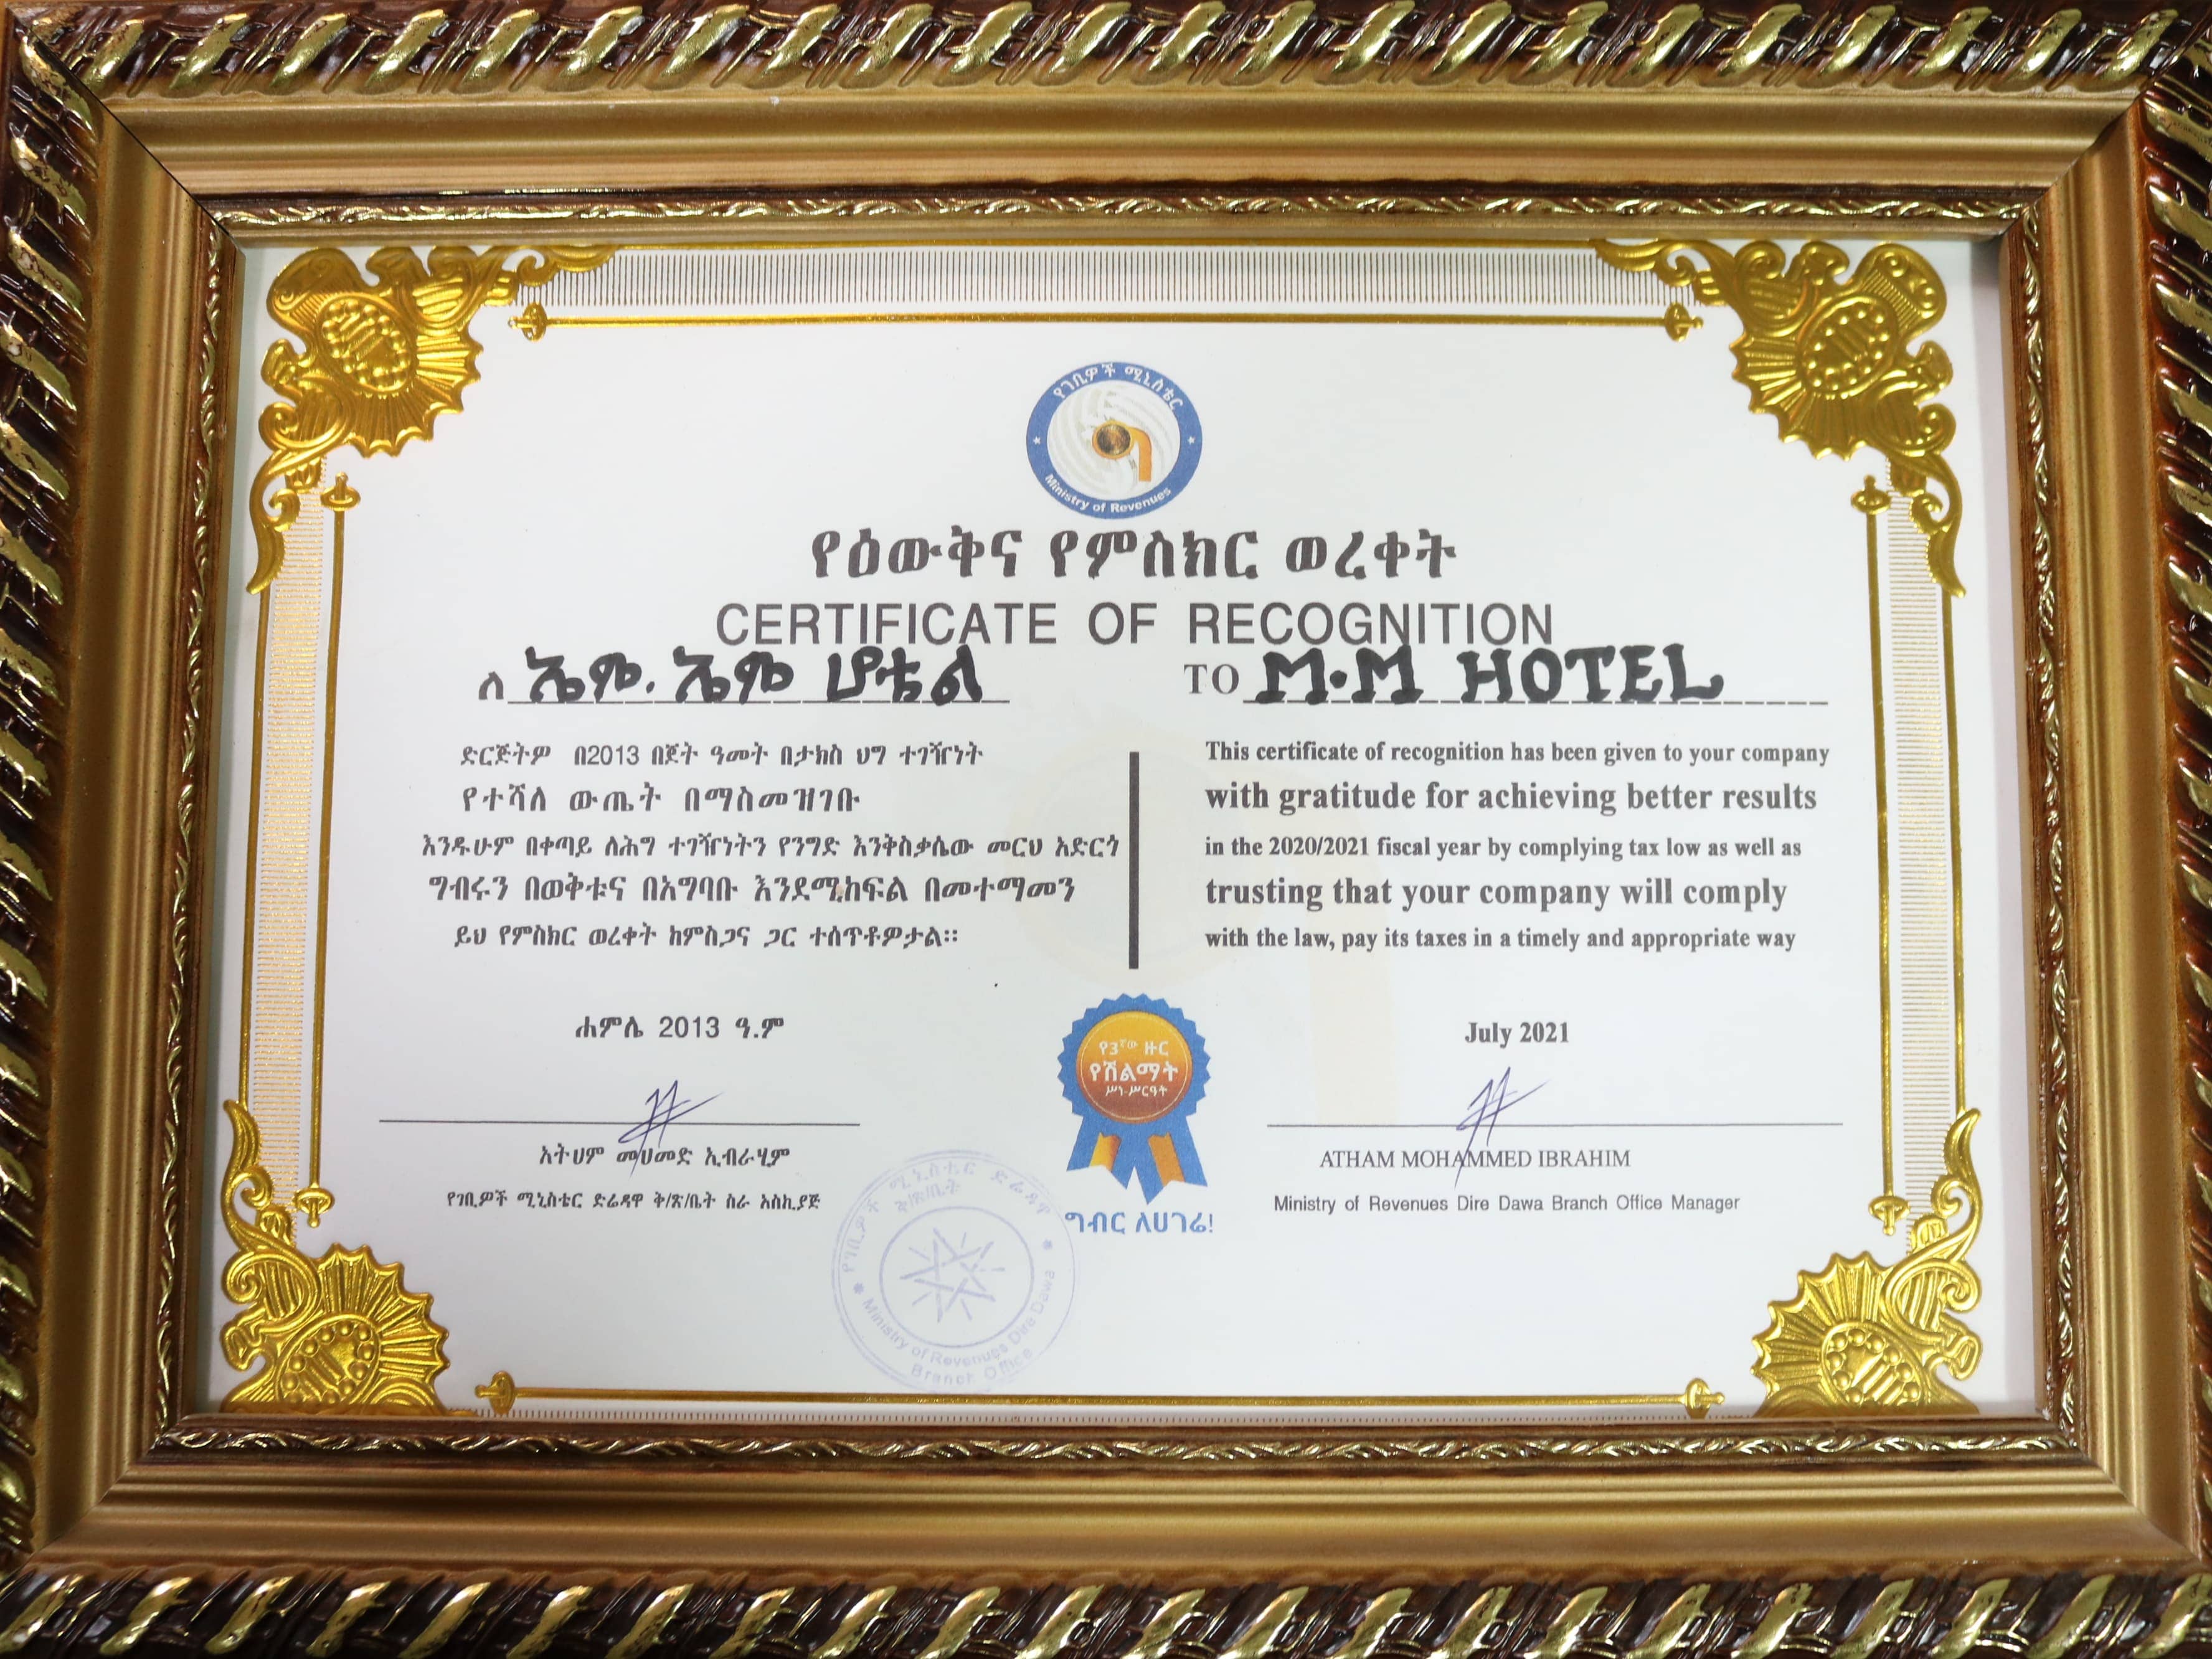 የገቢዎች ሚኒስቴር
Ministry of Revenues
የዕውቅና የምስክር ወረቀት
CERTIFICATE OF RECOGNITION
ለ ኤም. ኤም ሆቴል
TO M.M HOTEL
ድርጅትዎ በ2013 በጀት ዓመት በታክስ ህግ ተገዥነት
የተሻለ ውጤት በማስመዝገቡ
እንዲሁም በቀጣይ ለሕግ ተገዥነትን የንግድ እንቅስቃሴው መርህ አድርጎ
ግብሩን በወቅቱና በአግባቡ እንደሚከፍል በመተማመን
ይህ የምስክር ወረቀት ከምስጋና ጋር ተሰጥቶዎታል።
This certificate of recognition has been given to your company
with gratitude for achieving better results
in the 2020/2021 fiscal year by complying tax low as well as
trusting that your company will comply
with the law, pay its taxes in a timely and appropriate way
ሐምሌ 2013 ዓ.ም
July 2021
የ3ኛው ዙር
የሽልማት
ሥነ-ሥርዓት
ግብር ለሀገሬ!
አትህም መሀመድ ኢብራሂም
የገቢዎች ሚኒስቴር ድሬዳዋ ቅ/ጽ/ቤት ስራ አስኪያጅ
ATHAM MOHAMMED IBRAHIM
Ministry of Revenues Dire Dawa Branch Office Manager
የገቢዎች ሚኒስቴር ድሬዳዋ
ቅ/ጽ/ቤት
Ministry of Revenues Dire Dawa
Branch Office